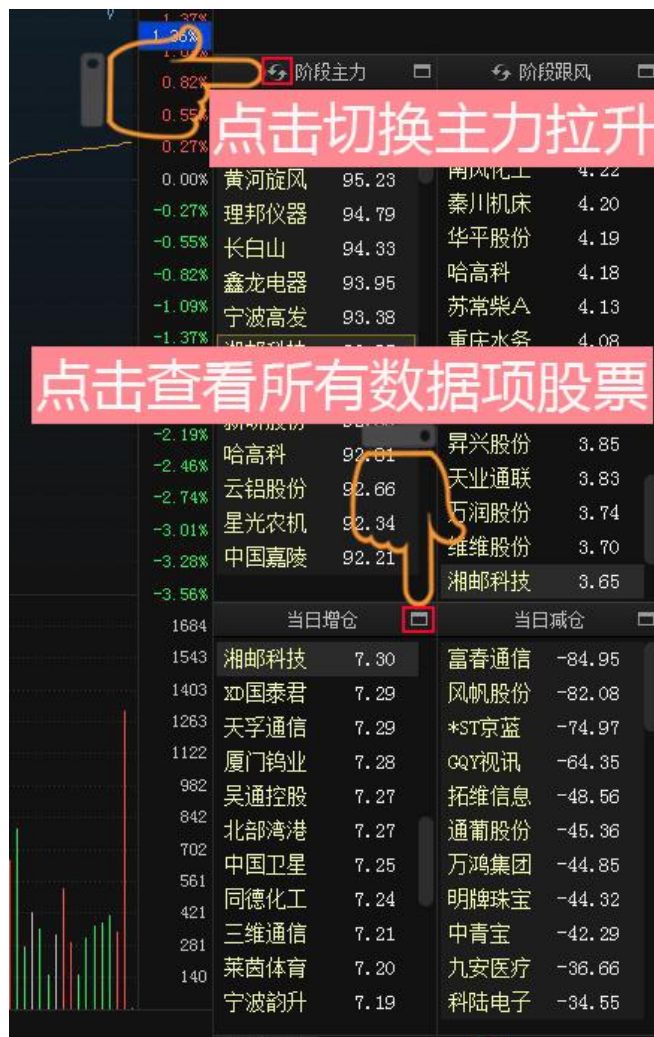 1.37%
1.36%
0.82%
0.27%
0.00%
-0.27%
-0.55%
-0.82%
-1.09%
-1.37%
-2.19%
-2.46%
-2.74%
-3.01%
-3.28%
-3.56%
1684
1543
1403
1263
1122
982
842
702
561
421
281
140
阶段主力
阶段跟风
点击切换主力拉升
黄河旋风 95.23
理邦仪器 94.79
长白山 94.33
鑫龙电器 93.95
宁波高发 93.38
南风化工 4.22
秦川机床 4.20
华平股份 4.19
哈高科 4.18
苏常柴A 4.13
重庆水务 4.08
点击查看所有数据项股票
哈高科 92.81
云铝股份 92.66
星光农机 92.34
中国嘉陵 92.21
昇兴股份 3.85
天业通联 3.83
万润股份 3.74
维维股份 3.70
湘邮科技 3.65
当日增仓
湘邮科技 7.30
XD国泰君 7.29
天孚通信 7.29
厦门钨业 7.28
吴通控股 7.27
北部湾港 7.27
中国卫星 7.25
同德化工 7.24
三维通信 7.21
莱茵体育 7.20
宁波韵升 7.19
当日减仓
富春通信 -84.95
风帆股份 -82.08
*ST京蓝 -74.97
GQY视讯 -64.35
拓维信息 -48.56
通葡股份 -45.36
万鸿集团 -44.85
明牌珠宝 -44.32
中青宝 -42.29
九安医疗 -36.66
科陆电子 -34.55